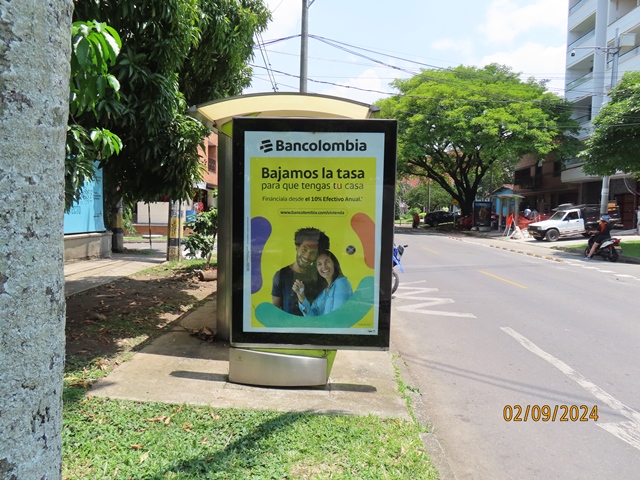 Bancolombia
Bajamos la tasa
para que tengas tu casa
Finánciala desde el 10% Efectivo Anual.*
www.bancolombia.com/vivienda
02/09/2024